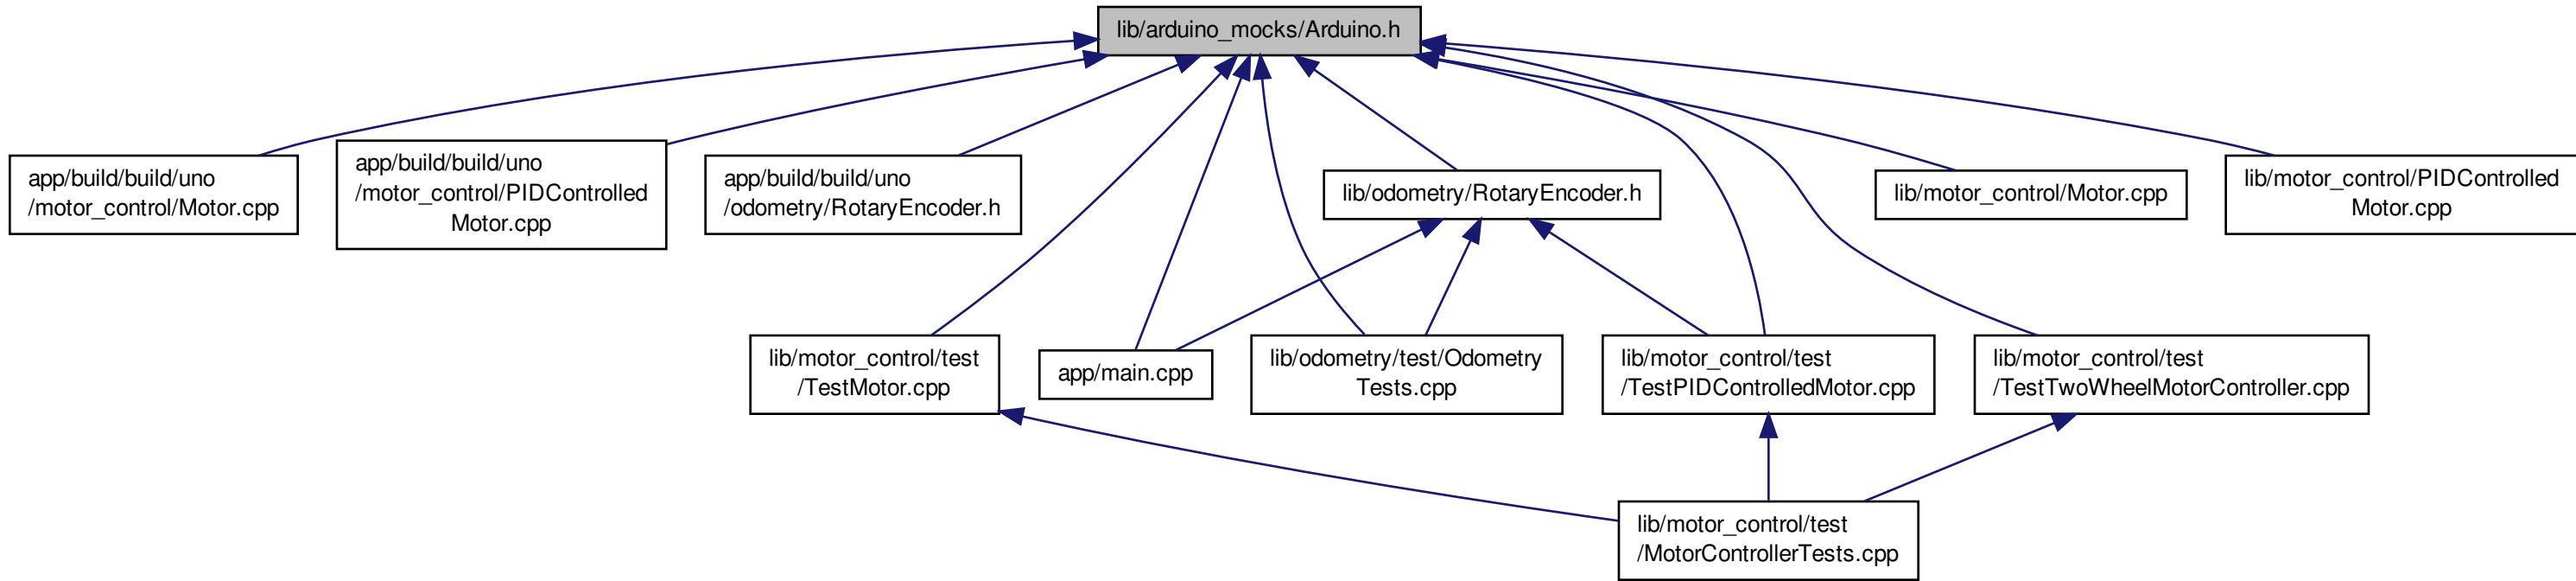 lib/arduino_mocks/Arduino.h
app/build/build/uno
/motor_control/Motor.cpp
app/build/build/uno
/motor_control/PIDControlled
Motor.cpp
app/build/build/uno
/odometry/RotaryEncoder.h
lib/odometry/RotaryEncoder.h
lib/motor_control/Motor.cpp
lib/motor_control/PIDControlled
Motor.cpp
lib/motor_control/test
/TestMotor.cpp
app/main.cpp
lib/odometry/test/Odometry
Tests.cpp
lib/motor_control/test
/TestPIDControlledMotor.cpp
lib/motor_control/test
/TestTwoWheelMotorController.cpp
lib/motor_control/test
/MotorControllerTests.cpp